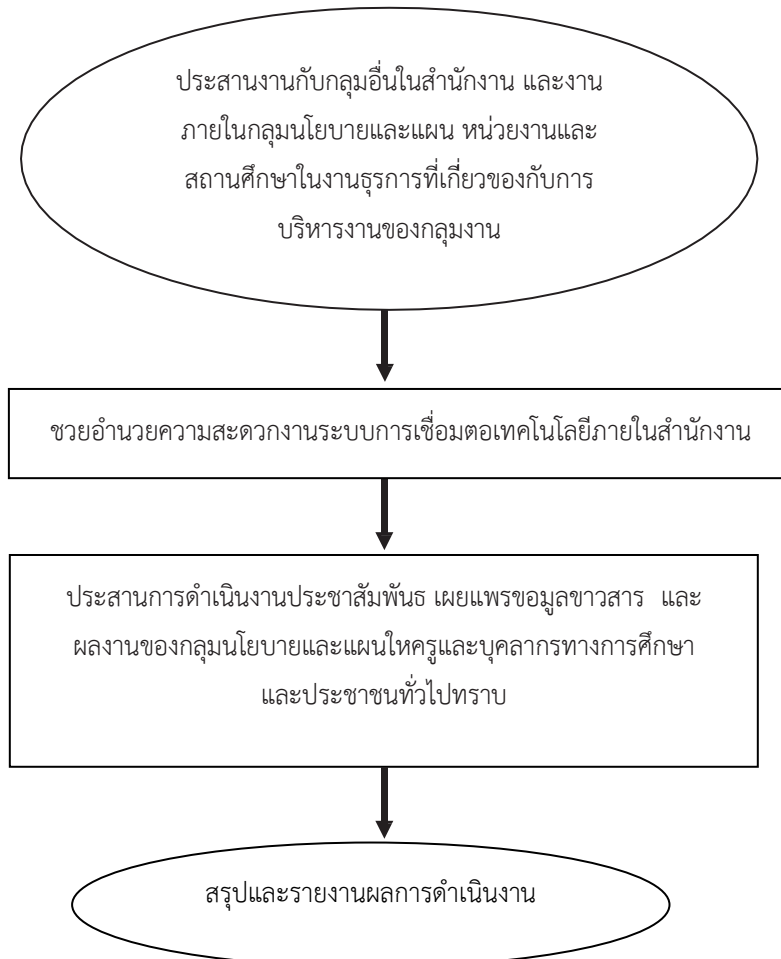 ประสานงานกับกลุมอื่นในสำนักงาน และงาน
ภายในกลุมนโยบายและแผน หน่วยงานและ
สถานศึกษาในงานธุรการที่เกี่ยวของกับการ
บริหารงานของกลุมงาน
ชวยอำนวยความสะดวกงานระบบการเชื่อมตอเทคโนโลยีภายในสำนักงาน
ประสานการดำเนินงานประชาสัมพันธ เผยแพรขอมูลขาวสาร และ
ผลงานของกลุมนโยบายและแผนใหครูและบุคลากรทางการศึกษา
และประชาชนทั่วไปทราบ
สรุปและรายงานผลการดำเนินงาน